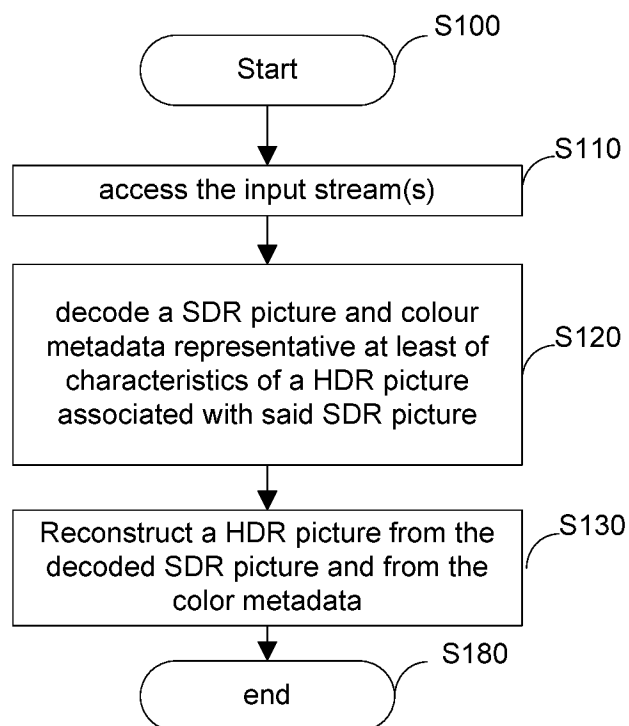 S100
Start
S110
access the input stream(s)
decode a SDR picture and colour
metadata representative at least of
characteristics of a HDR picture
associated with said SDR picture
S120
Reconstruct a HDR picture from the
decoded SDR picture and from the
color metadata
S130
S180
end